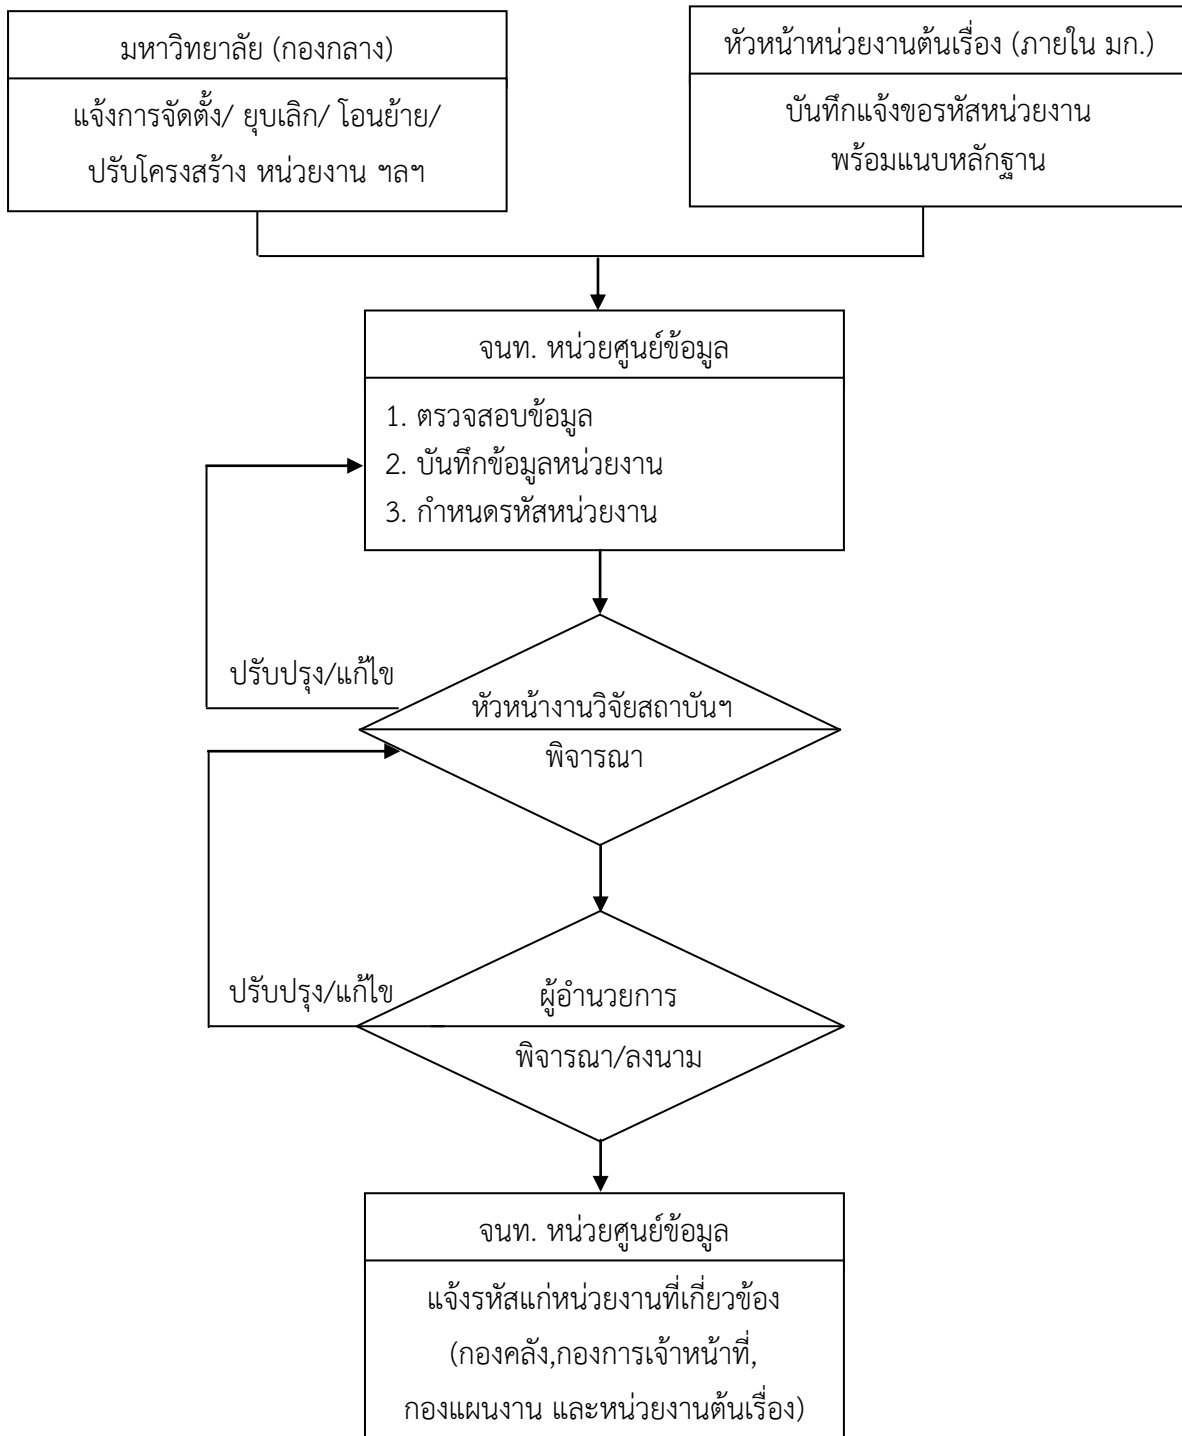 มหาวิทยาลัย (กองกลาง)
แจ้งการจัดตั้ง/ ยุบเลิก/ โอนย้าย/
ปรับโครงสร้าง หน่วยงาน ฯลฯ
หัวหน้าหน่วยงานต้นเรื่อง (ภายใน มก.)
บันทึกแจ้งขอรหัสหน่วยงาน
พร้อมแนบหลักฐาน
จนท. หน่วยศูนย์ข้อมูล
1. ตรวจสอบข้อมูล
2. บันทึกข้อมูลหน่วยงาน
3. กำหนดรหัสหน่วยงาน
ปรับปรุง/แก้ไข
หัวหน้างานวิจัยสถาบันฯ
พิจารณา
ปรับปรุง/แก้ไข
ผู้อำนวยการ
พิจารณา/ลงนาม
จนท. หน่วยศูนย์ข้อมูล
แจ้งรหัสแก่หน่วยงานที่เกี่ยวข้อง
(กองคลัง,กองการเจ้าหน้าที่,
กองแผนงาน และหน่วยงานต้นเรื่อง)